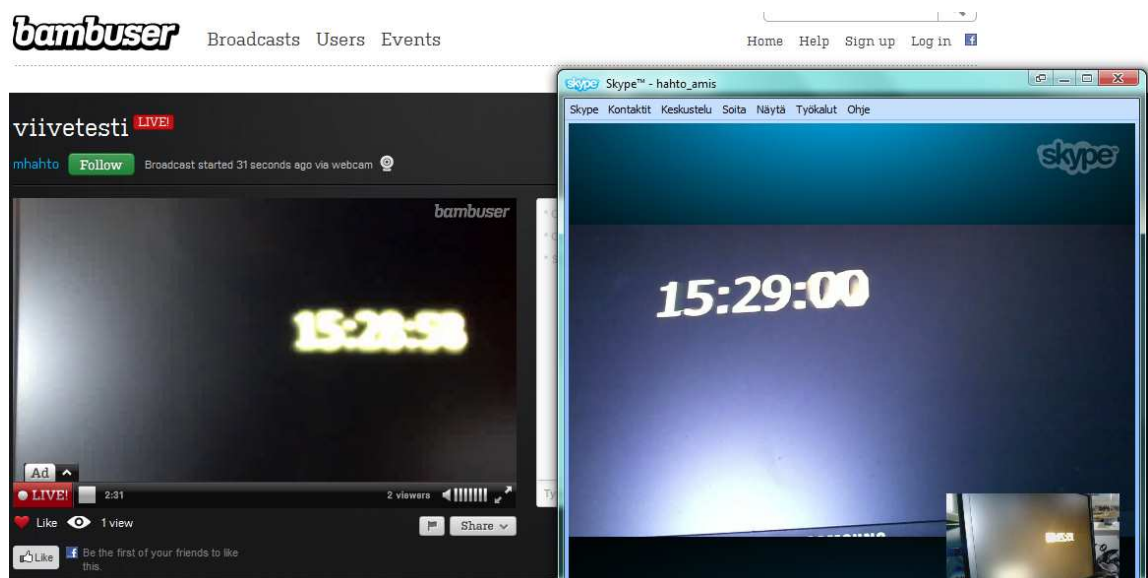 bambuser Broadcasts Users Events
Home Help Sign up Log in f
viivetesti LIVE!
mhahto Follow Broadcast started 31 seconds ago via webcam
bambuser
15:28:58
Ad
LIVE! 2:31 2 viewers
Like 1 view Share
Like Be the first of your friends to like
this.
Skype™ - hahto_amis
Skype Kontaktit Keskustelu Soita Näytä Työkalut Ohje
skype
15:29:00